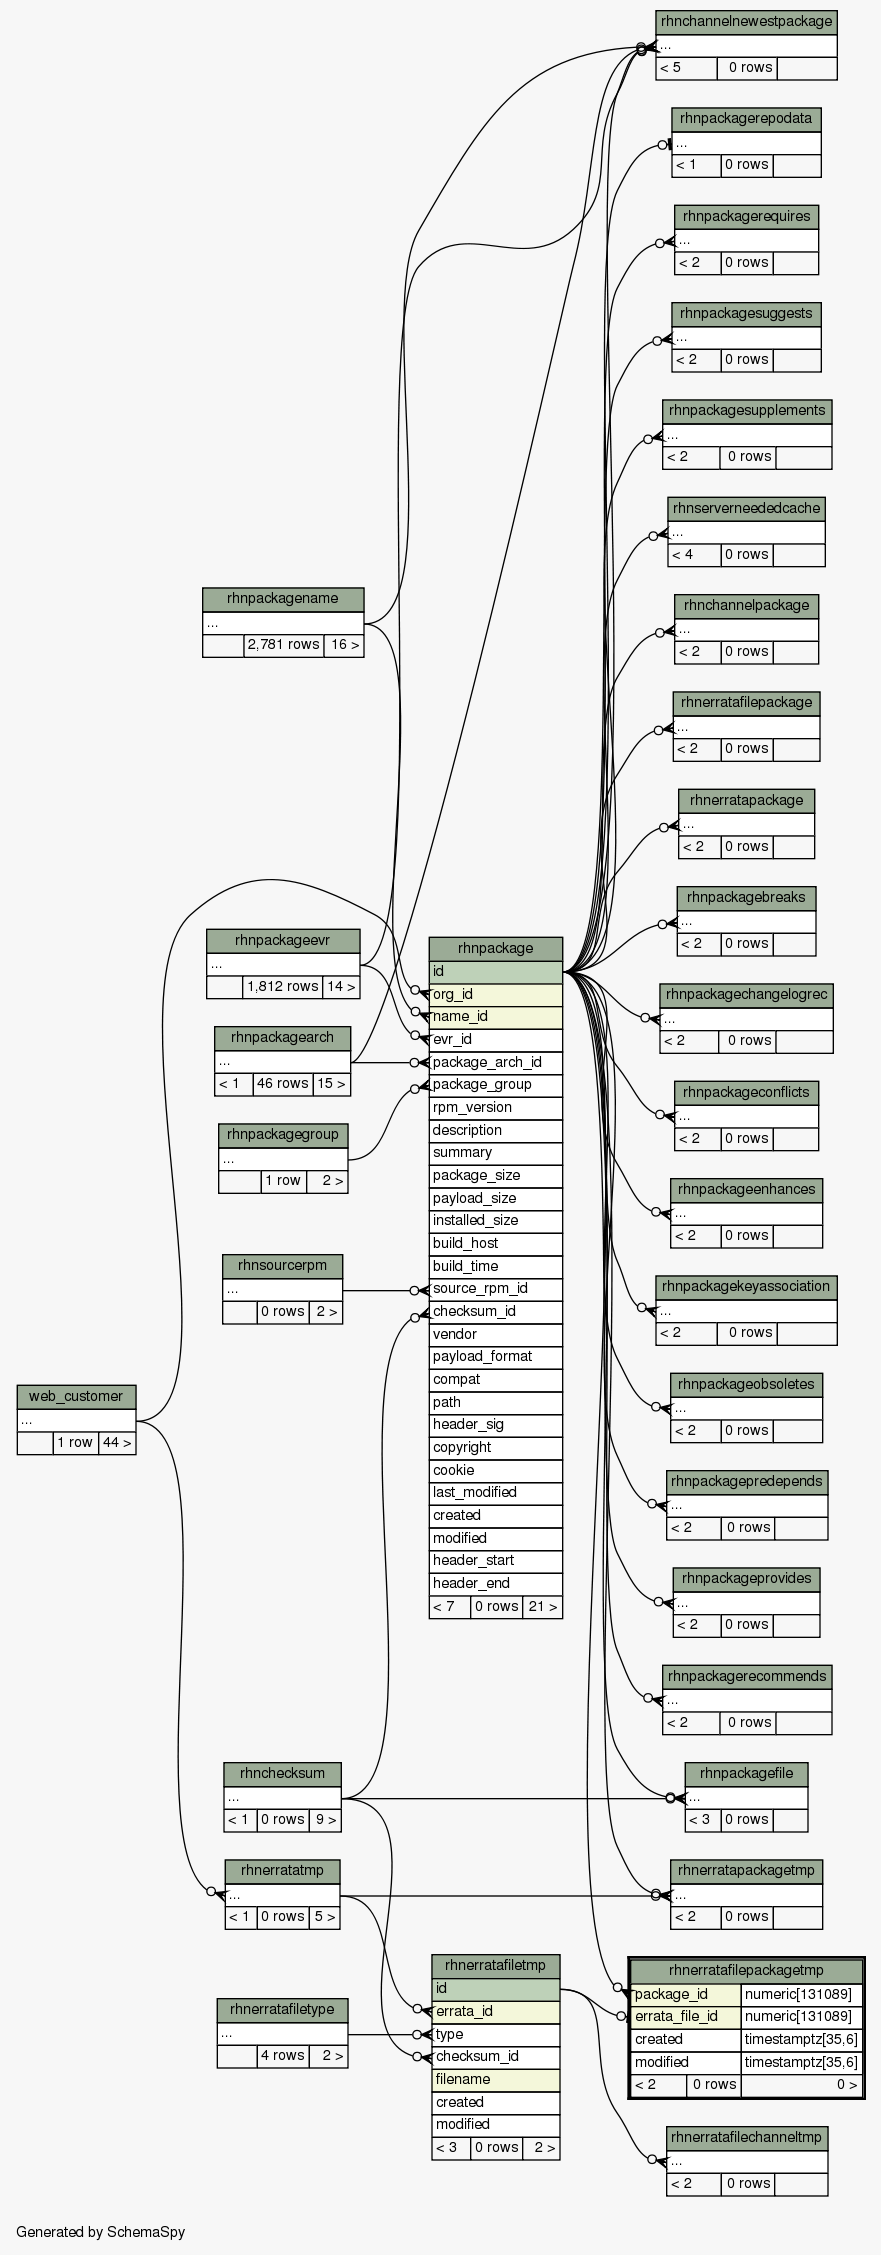 rhnchannelnewestpackage
...
< 5 0 rows
rhnpackagerepodata
...
< 1 0 rows
rhnpackagerequires
...
< 2 0 rows
rhnpackagesuggests
...
< 2 0 rows
rhnpackagesupplements
...
< 2 0 rows
rhnserverneededcache
...
< 4 0 rows
rhnchannelpackage
...
< 2 0 rows
rhnerratafilepackage
...
< 2 0 rows
rhnerratapackage
...
< 2 0 rows
rhnpackagebreaks
...
< 2 0 rows
rhnpackagechangelogrec
...
< 2 0 rows
rhnpackageconflicts
...
< 2 0 rows
rhnpackageenhances
...
< 2 0 rows
rhnpackagekeyassociation
...
< 2 0 rows
rhnpackageobsoletes
...
< 2 0 rows
rhnpackagepredepends
...
< 2 0 rows
rhnpackageprovides
...
< 2 0 rows
rhnpackagerecommends
...
< 2 0 rows
rhnpackagefile
...
< 3 0 rows
rhnerratapackagetmp
...
< 2 0 rows
rhnerratafilepackagetmp
package_id numeric[131089]
errata_file_id numeric[131089]
created timestamptz[35,6]
modified timestamptz[35,6]
< 2 0 rows 0 >
rhnerratafilechanneltmp
...
< 2 0 rows
rhnpackage
id
org_id
name_id
evr_id
package_arch_id
package_group
rpm_version
description
summary
package_size
payload_size
installed_size
build_host
build_time
source_rpm_id
checksum_id
vendor
payload_format
compat
path
header_sig
copyright
cookie
last_modified
created
modified
header_start
header_end
< 7 0 rows 21 >
rhnerratafiletmp
id
errata_id
type
checksum_id
filename
created
modified
< 3 0 rows 2 >
rhnpackagename
...
2,781 rows 16 >
rhnpackageevr
...
1,812 rows 14 >
rhnpackagearch
...
< 1 46 rows 15 >
rhnpackagegroup
...
1 row 2 >
rhnsourcerpm
...
0 rows 2 >
web_customer
...
1 row 44 >
rhnchecksum
...
< 1 0 rows 9 >
rhnerratatmp
...
< 1 0 rows 5 >
rhnerratafiletype
...
4 rows 2 >
Generated by SchemaSpy